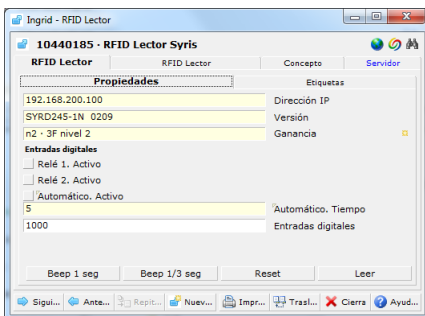 Ingrid - RFID Lector
10440185 · RFID Lector Syris
RFID Lector RFID Lector Concepto Servidor
Propiedades Etiquetas
192.168.200.100 Dirección IP
SYRD245-1N 0209 Versión
n2 · 3F nivel 2 Ganancia
Entradas digitales
Relé 1. Activo
Relé 2. Activo
Automático. Activo
5 Automático. Tiempo
1000 Entradas digitales
Beep 1 seg Beep 1/3 seg Reset Leer
Sigui... Ante... Repit... Nuev... Impr... Trasl... Cierra Ayud...